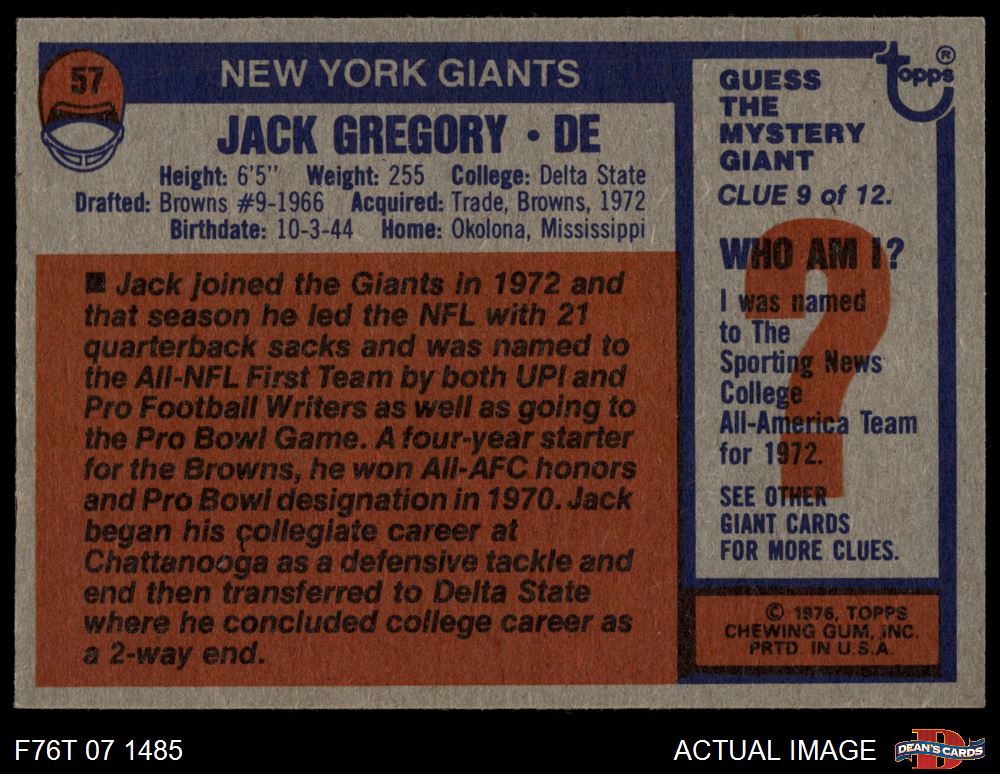 57
NEW YORK GIANTS
JACK GREGORY • DE
Height: 6'5" Weight: 255 College: Delta State
Drafted: Browns #9-1966 Acquired: Trade, Browns, 1972
Birthdate: 10-3-44 Home: Okolona, Mississippi
■ Jack joined the Giants in 1972 and
that season he led the NFL with 21
quarterback sacks and was named to
the All-NFL First Team by both UPI and
Pro Football Writers as well as going to
the Pro Bowl Game. A four-year starter
for the Browns, he won All-AFC honors
and Pro Bowl designation in 1970. Jack
began his collegiate career at
Chattanooga as a defensive tackle and
end then transferred to Delta State
where he concluded college career as
a 2-way end.
topps®
GUESS
THE
MYSTERY
GIANT
CLUE 9 of 12.
?
WHO AM I?
I was named
to The
Sporting News
College
All-America Team
for 1972.
SEE OTHER
GIANT CARDS
FOR MORE CLUES.
© 1976, TOPPS
CHEWING GUM, INC.
PRTD. IN U.S.A.
F76T 07 1485
ACTUAL IMAGE
D
DEAN'S CARDS